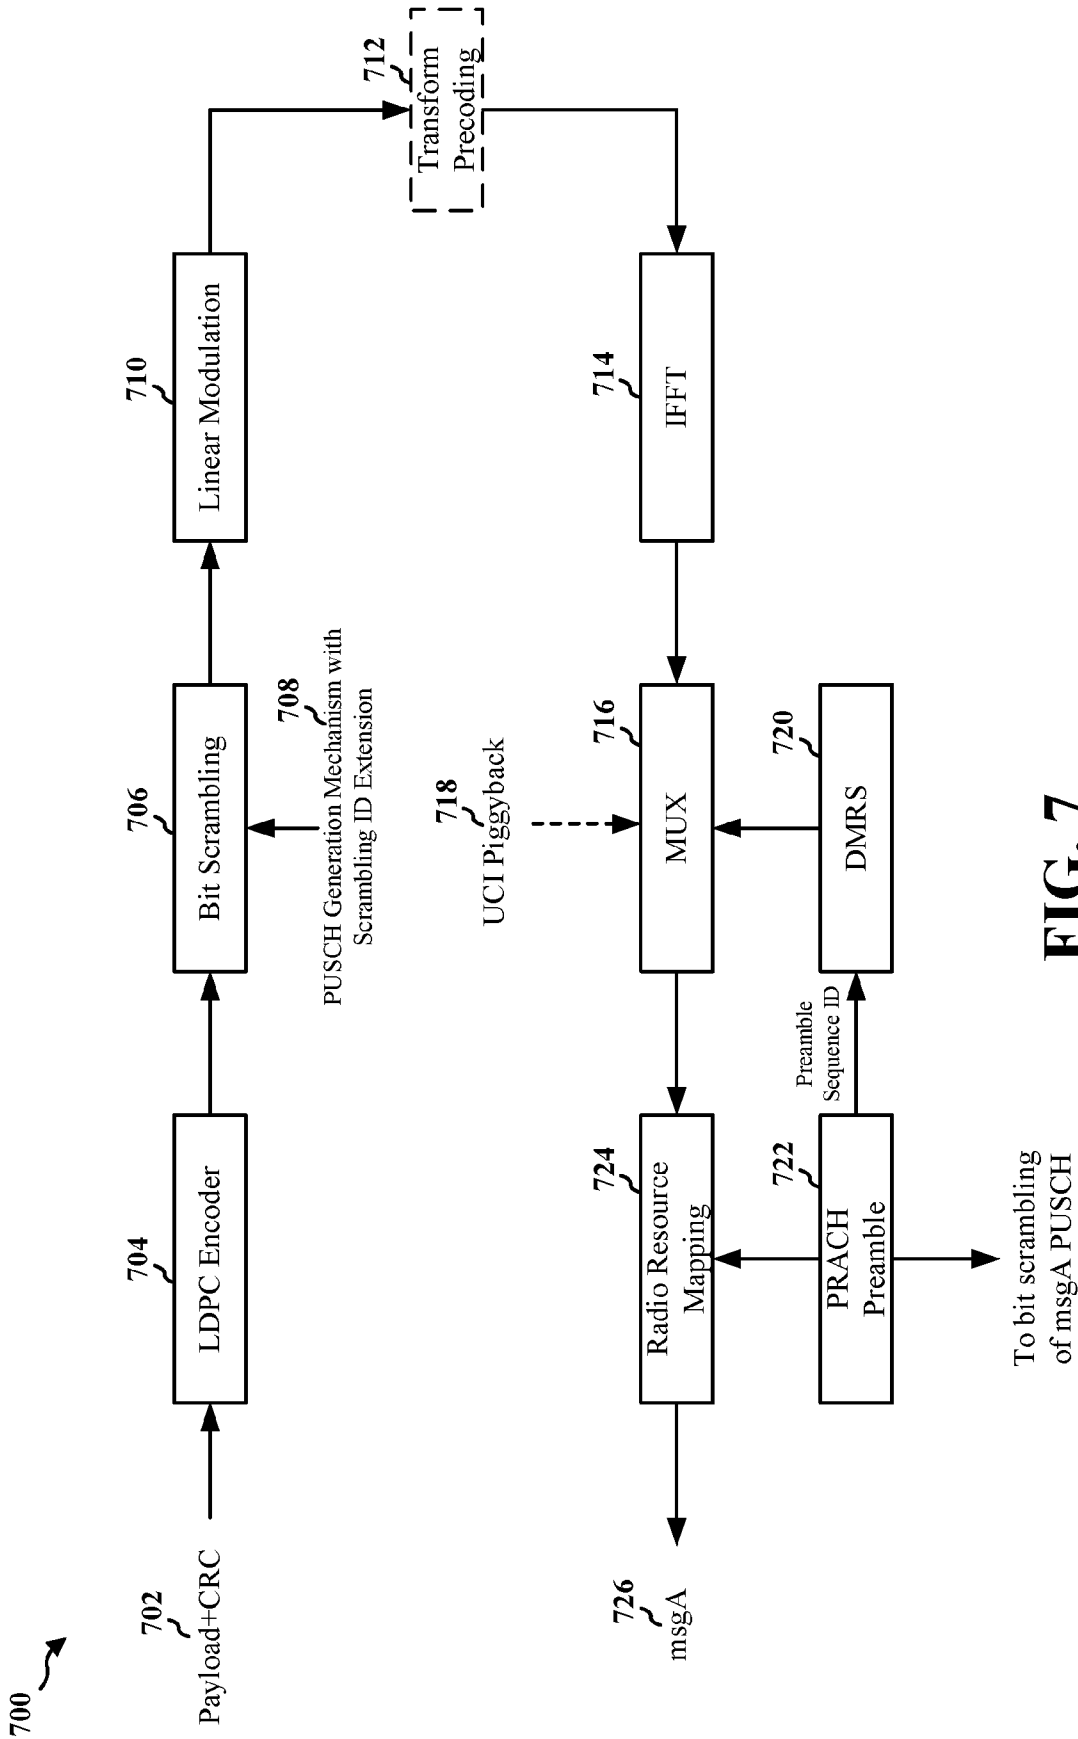 700
702
Payload+CRC
704
LDPC Encoder
706
Bit Scrambling
708
PUSCH Generation Mechanism with
Scrambling ID Extension
710
Linear Modulation
712
Transform
Precoding
714
IFFT
716
MUX
718
UCI Piggyback
720
DMRS
Preamble
Sequence ID
722
PRACH
Preamble
To bit scrambling
of msgA PUSCH
724
Radio Resource
Mapping
726
msgA
FIG. 7